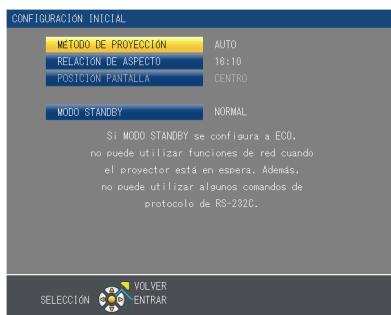 CONFIGURACIÓN INICIAL
MÉTODO DE PROYECCIÓN AUTO
RELACIÓN DE ASPECTO 16:10
POSICIÓN PANTALLA CENTRO
MODO STANDBY NORMAL
Si MODO STANDBY se configura a ECO.
no puede utilizar funciones de red cuando
el proyector está en espera. Además.
no puede utilizar algunos comandos de
protocolo de RS-232C.
VOLVER
SELECCIÓN ENTRAR